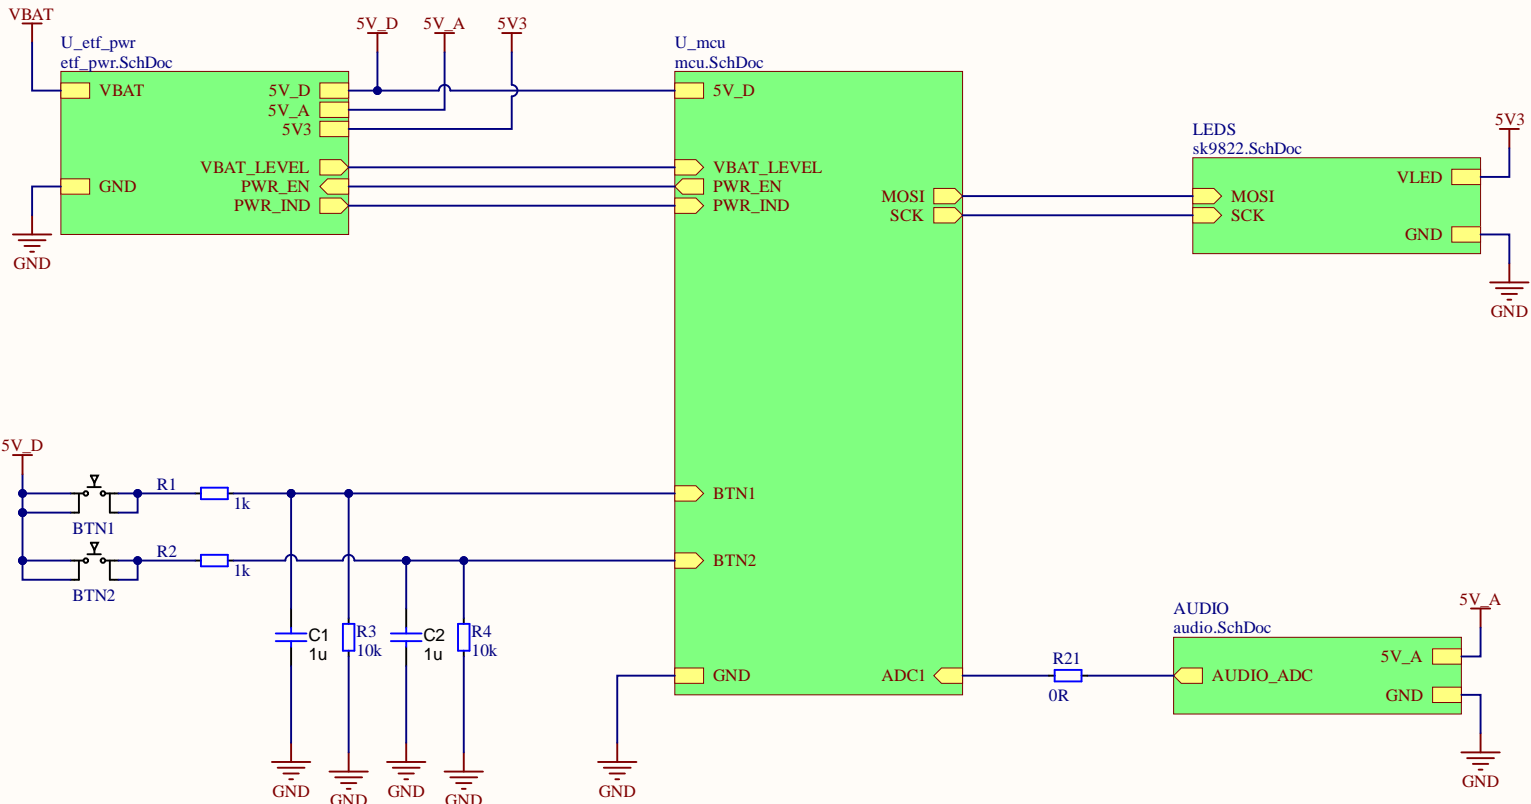 VBAT
5V_D
5V_A
5V3
U_etf_pwr
etf_pwr.SchDoc
U_mcu
mcu.SchDoc
VBAT
5V_D
5V_A
5V3
VBAT_LEVEL
PWR_EN
PWR_IND
GND
GND
5V_D
VBAT_LEVEL
PWR_EN
PWR_IND
MOSI
SCK
LEDS
sk9822.SchDoc
5V3
VLED
MOSI
SCK
GND
GND
5V_D
R1
1k
BTN1
BTN1
R2
1k
BTN2
BTN2
C1
1u
R3
10k
C2
1u
R4
10k
GND
GND
GND
GND
GND
GND
ADC1
R21
0R
AUDIO
audio.SchDoc
5V_A
5V_A
AUDIO_ADC
GND
GND